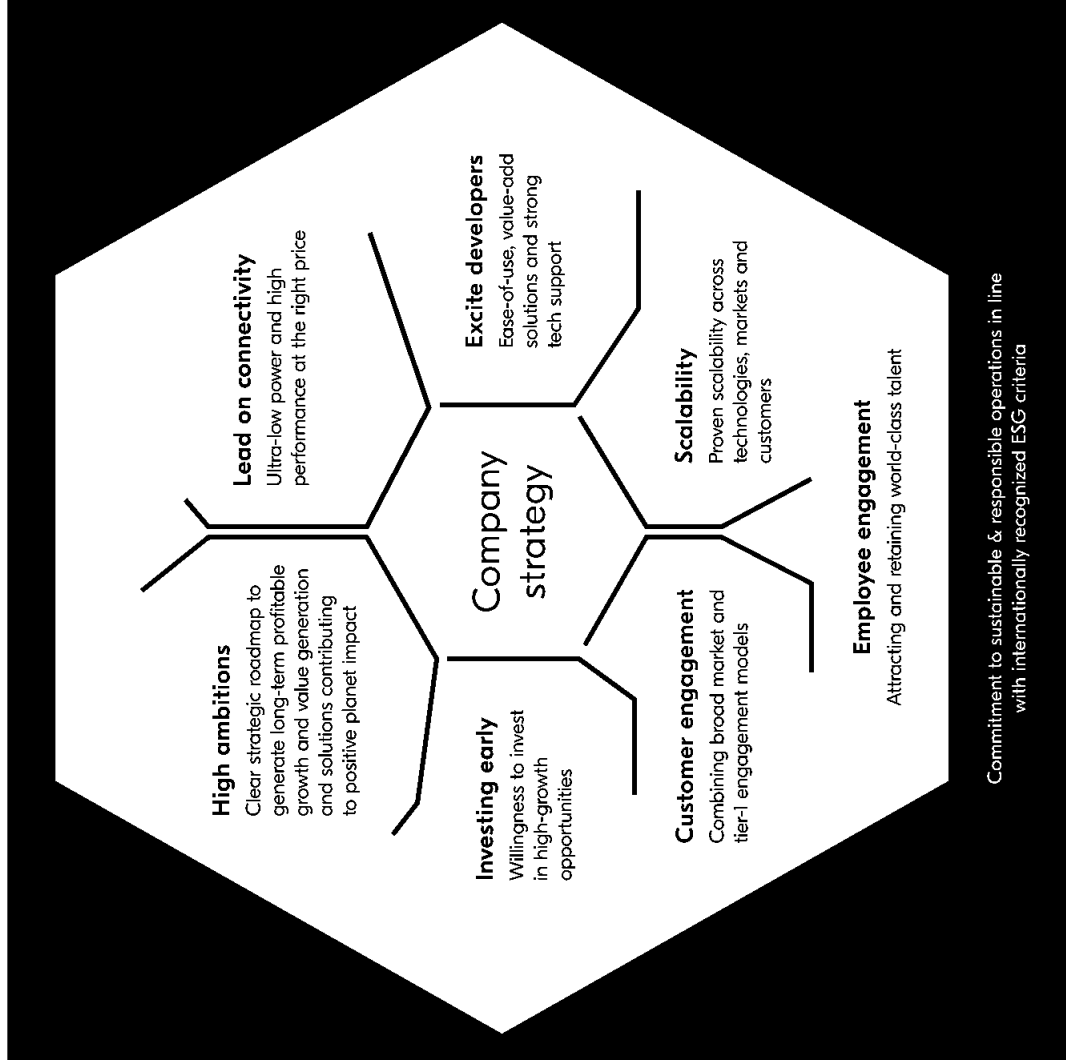 High ambitions
Clear strategic roadmap to
generate long-term profitable
growth and value generation
and solutions contributing
to positive planet impact
Lead on connectivity
Ultra-low power and high
performance at the right price
Investing early
Willingness to invest
in high-growth
opportunities
Company
strategy
Excite developers
Ease-of-use, value-add
solutions and strong
tech support
Customer engagement
Combining broad market and
tier-1 engagement models
Scalability
Proven scalability across
technologies, markets and
customers
Employee engagement
Attracting and retaining world-class talent
Commitment to sustainable & responsible operations in line
with internationally recognized ESG criteria